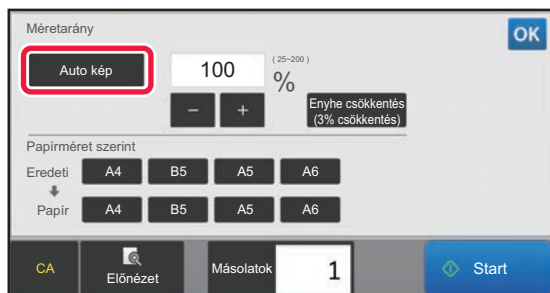 Méretarány
OK
Auto kép
100
(25~200)
%
−
+
Enyhe csökkentés
(3% csökkentés)
Papírméret szerint
Eredeti
A4
B5
A5
A6
Papír
A4
B5
A5
A6
CA
Előnézet
Másolatok
1
Start